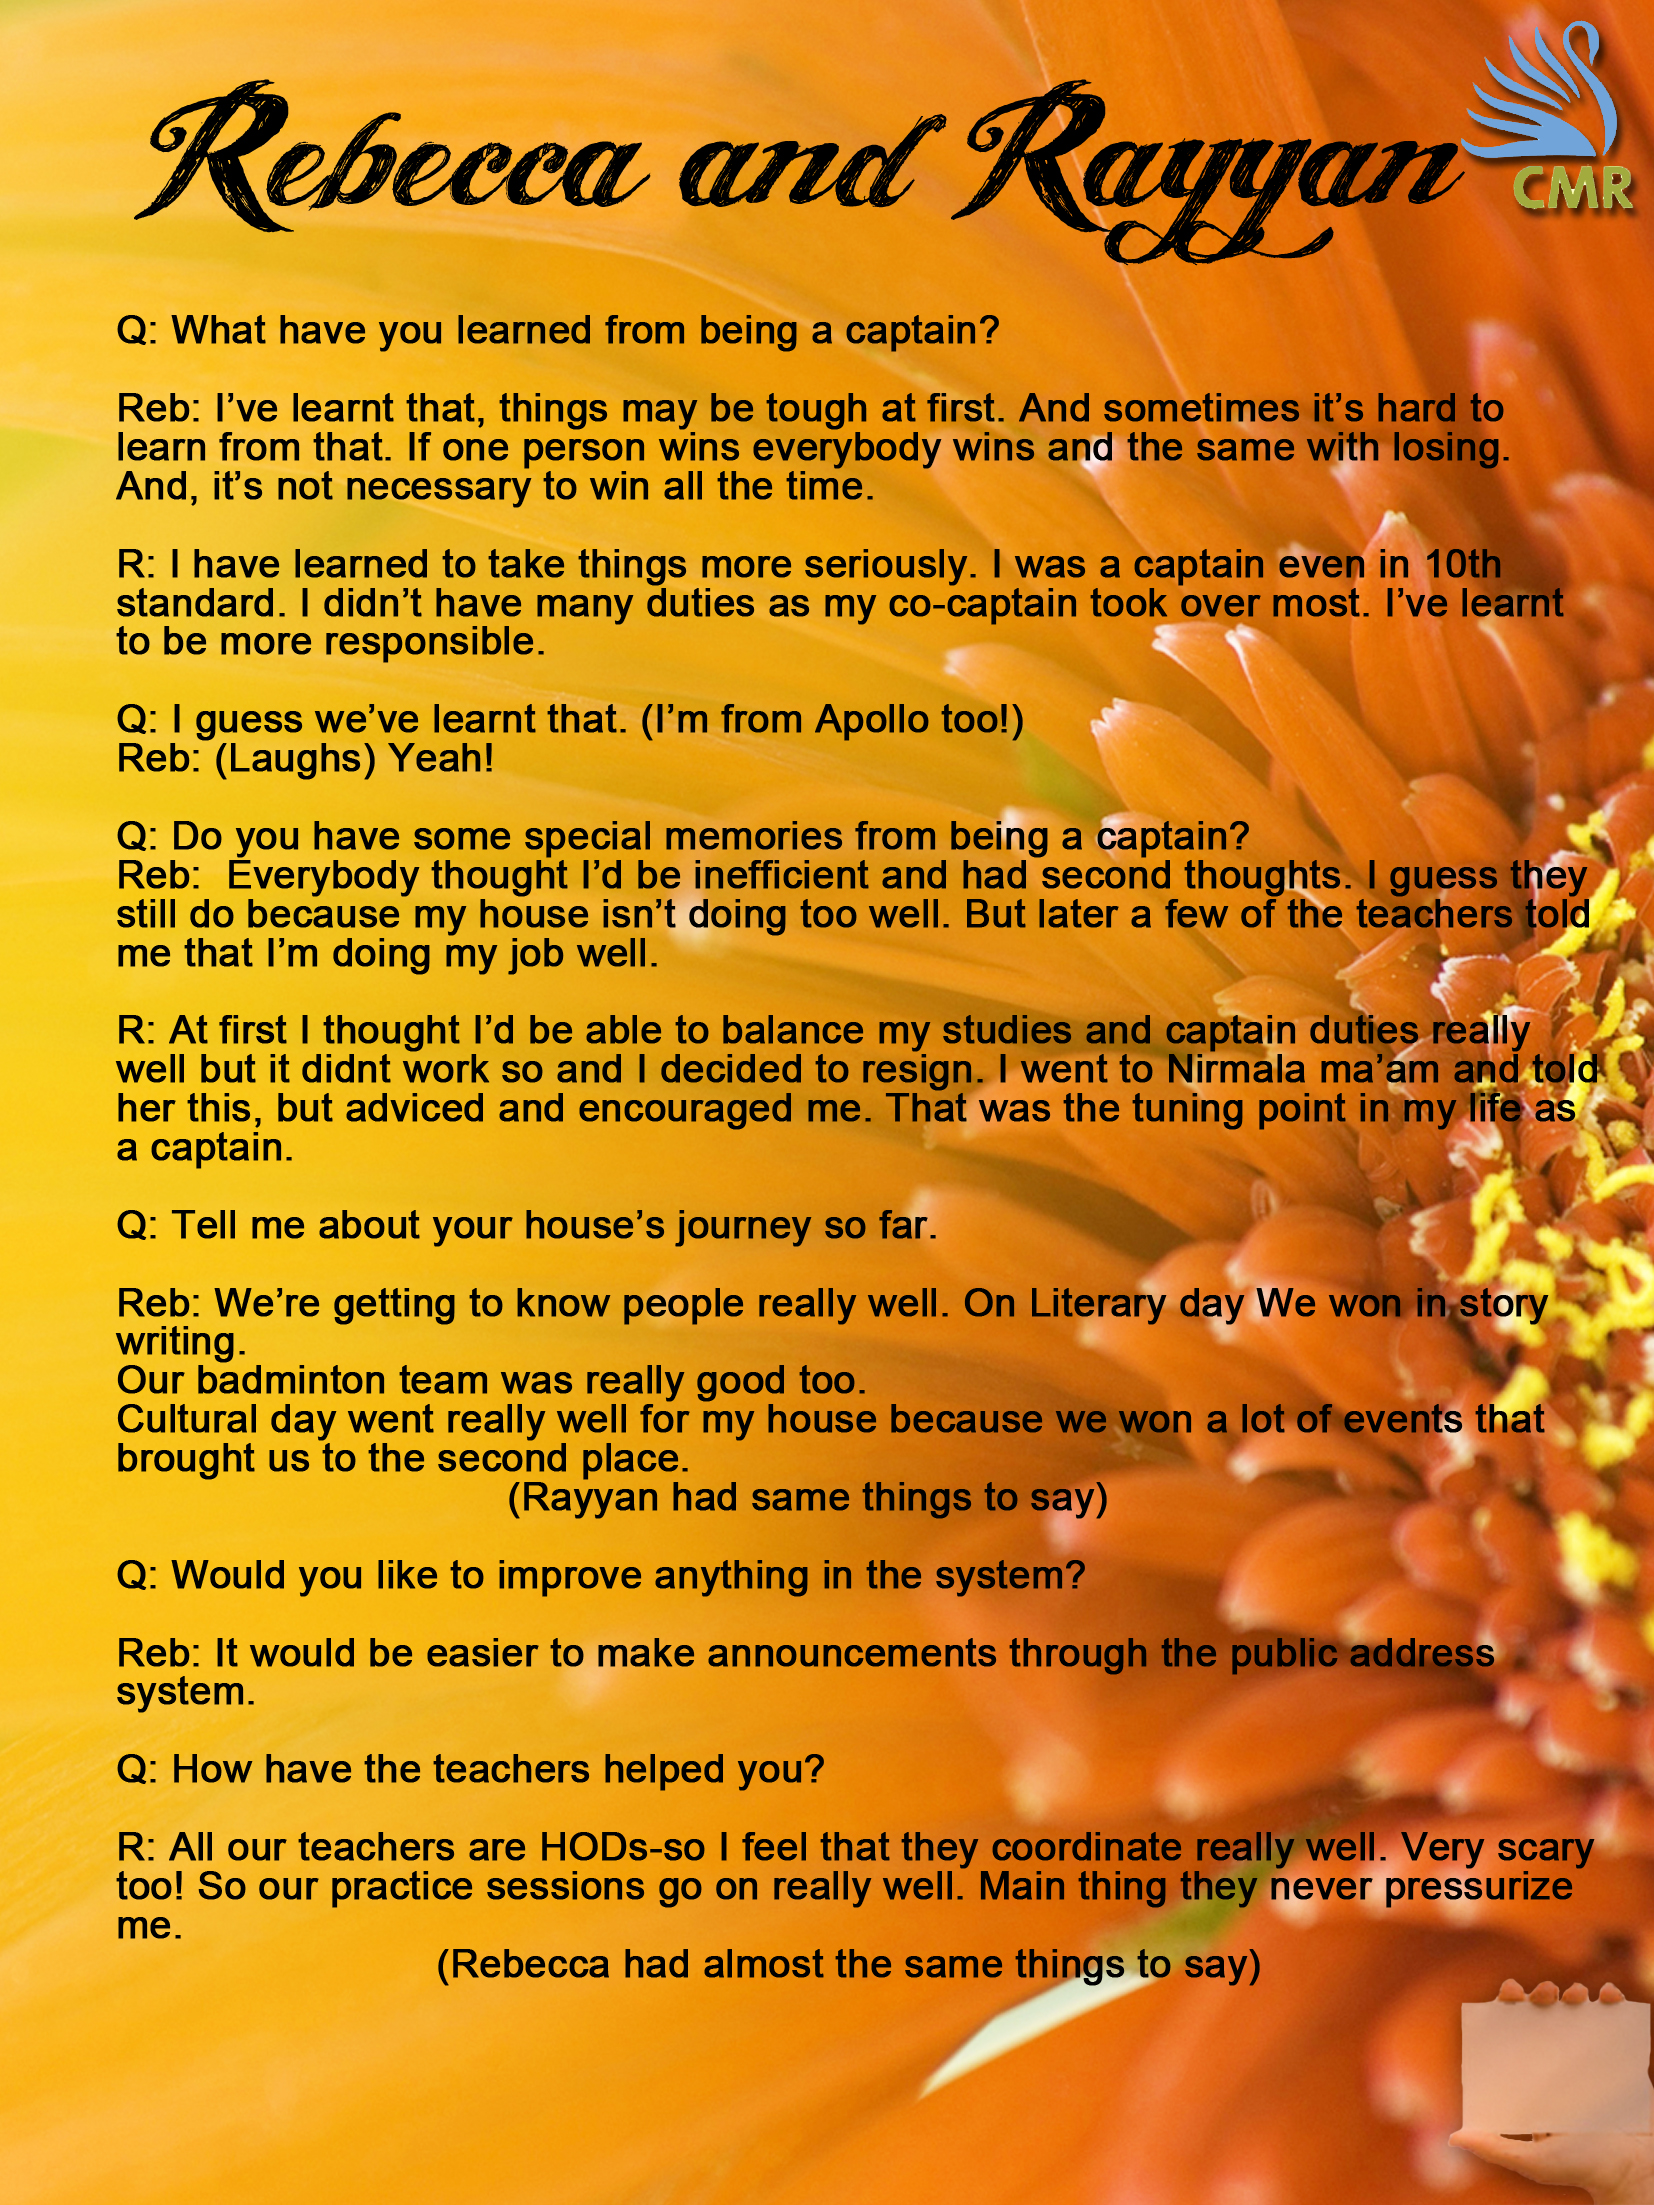 Rebecca and Rayyan
CMR
Q: What have you learned from being a captain?
Reb: I’ve learnt that, things may be tough at first. And sometimes it’s hard to
learn from that. If one person wins everybody wins and the same with losing.
And, it’s not necessary to win all the time.
R: I have learned to take things more seriously. I was a captain even in 10th
standard. I didn’t have many duties as my co-captain took over most. I’ve learnt
to be more responsible.
Q: I guess we’ve learnt that. (I’m from Apollo too!)
Reb: (Laughs) Yeah!
Q: Do you have some special memories from being a captain?
Reb:  Everybody thought I’d be inefficient and had second thoughts. I guess they
still do because my house isn’t doing too well. But later a few of the teachers told
me that I’m doing my job well.
R: At first I thought I’d be able to balance my studies and captain duties really
well but it didnt work so and I decided to resign. I went to Nirmala ma’am and told
her this, but adviced and encouraged me. That was the tuning point in my life as
a captain.
Q: Tell me about your house’s journey so far.
Reb: We’re getting to know people really well. On Literary day We won in story
writing.
Our badminton team was really good too.
Cultural day went really well for my house because we won a lot of events that
brought us to the second place.
(Rayyan had same things to say)
Q: Would you like to improve anything in the system?
Reb: It would be easier to make announcements through the public address
system.
Q: How have the teachers helped you?
R: All our teachers are HODs-so I feel that they coordinate really well. Very scary
too! So our practice sessions go on really well. Main thing they never pressurize
me.
(Rebecca had almost the same things to say)